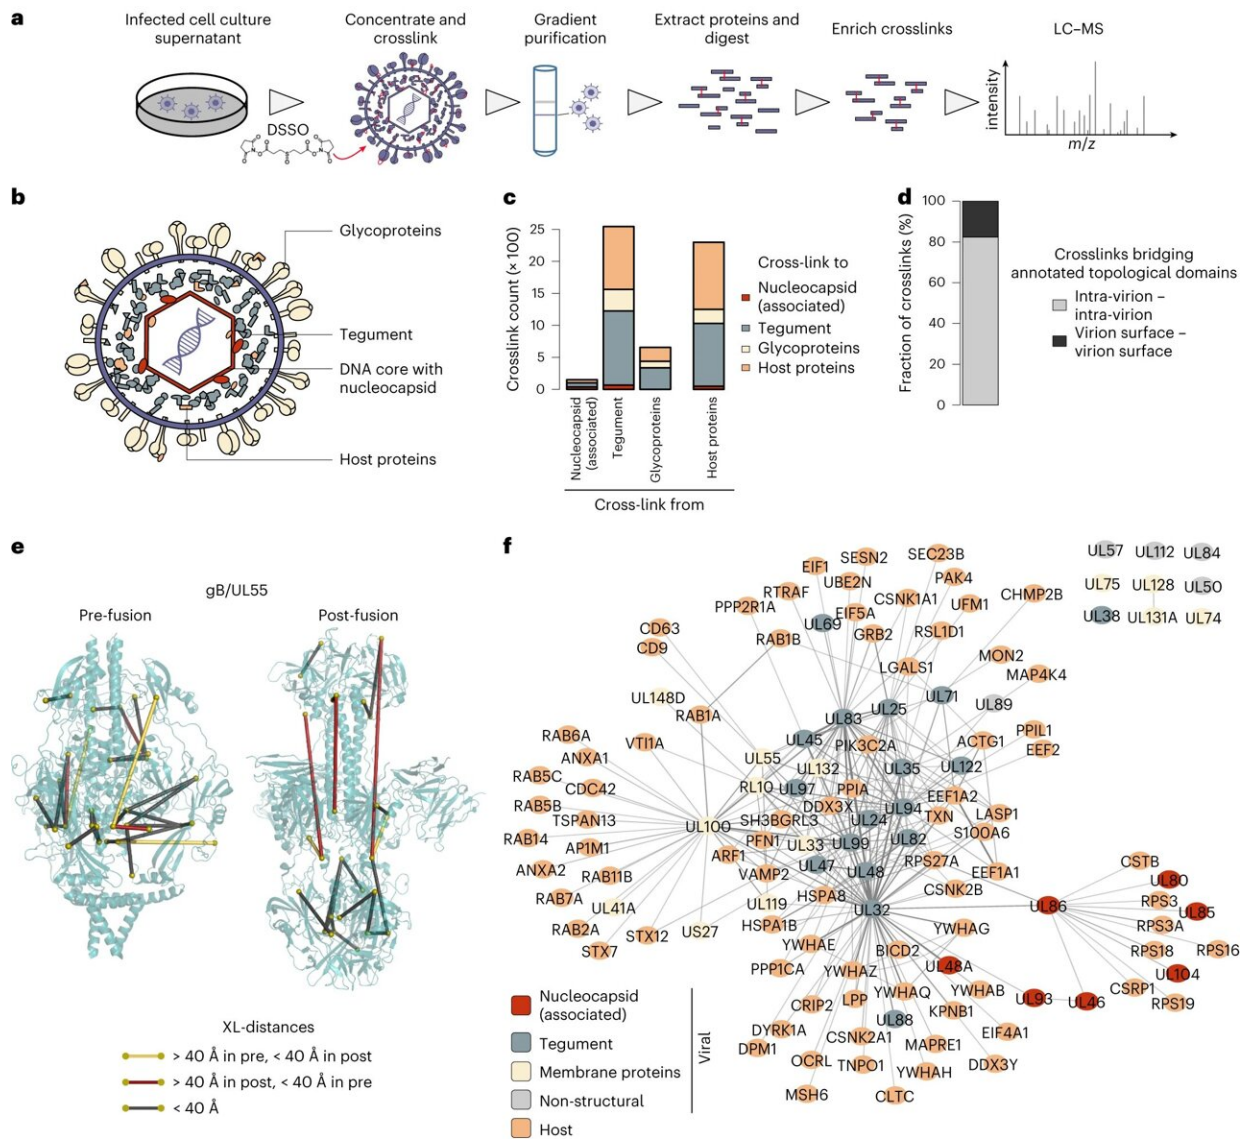 a
Infected cell culture
supernatant
Concentrate and
crosslink
Gradient
purification
Extract proteins and
digest
Enrich crosslinks
LC–MS
DSSO
intensity
m/z
b
Glycoproteins
Tegument
DNA core with
nucleocapsid
Host proteins
c
Crosslink count (× 100)
25
20
15
10
5
0
Nucleocapsid
(associated)
Tegument
Glycoproteins
Host proteins
Cross-link from
Cross-link to
Nucleocapsid
(associated)
Tegument
Glycoproteins
Host proteins
d
Fraction of crosslinks (%)
100
80
60
40
20
0
Crosslinks bridging
annotated topological domains
Intra-virion –
intra-virion
Virion surface –
virion surface
e
gB/UL55
Pre-fusion
Post-fusion
XL-distances
> 40 Å in pre, < 40 Å in post
> 40 Å in post, < 40 Å in pre
< 40 Å
f
SESN2
SEC23B
EIF1
UBE2N
PAK4
RTRAF
CSNK1A1
CHMP2B
PPP2R1A
EIF5A
UFM1
UL69
CD63
RAB1B
GRB2
RSL1D1
CD9
LGALS1
MON2
MAP4K4
UL148D
UL71
UL89
RAB1A
UL83
UL25
RAB6A
VTI1A
UL45
PIK3C2A
ACTG1
PPIL1
EEF2
ANXA1
UL55
UL132
UL35
UL122
RAB5C
CDC42
RL10
UL97
PPIA
EEF1A2
RAB5B
DDX3X
UL94
TXN
LASP1
TSPAN13
UL100
SH3BGRL3
UL24
S100A6
RAB14
AP1M1
PFN1
UL33
UL99
UL82
ANXA2
ARF1
UL47
UL48
RPS27A
EEF1A1
RAB11B
VAMP2
CSNK2B
RAB7A
UL41A
UL119
HSPA8
UL32
UL86
RAB2A
STX12
US27
HSPA1B
STX7
YWHAE
BICD2
YWHAG
PPP1CA
YWHAZ
UL48A
CRIP2
LPP
YWHAQ
YWHAB
UL93
UL46
DYRK1A
UL88
KPNB1
EIF4A1
DPM1
CSNK2A1
MAPRE1
OCRL
TNPO1
YWHAH
DDX3Y
MSH6
CLTC
CSTB
UL80
RPS3
UL85
RPS3A
RPS18
RPS16
UL104
CSRP1
RPS19
UL57
UL112
UL84
UL75
UL128
UL50
UL38
UL131A
UL74
Nucleocapsid
(associated)
Tegument
Membrane proteins
Non-structural
Host
Viral